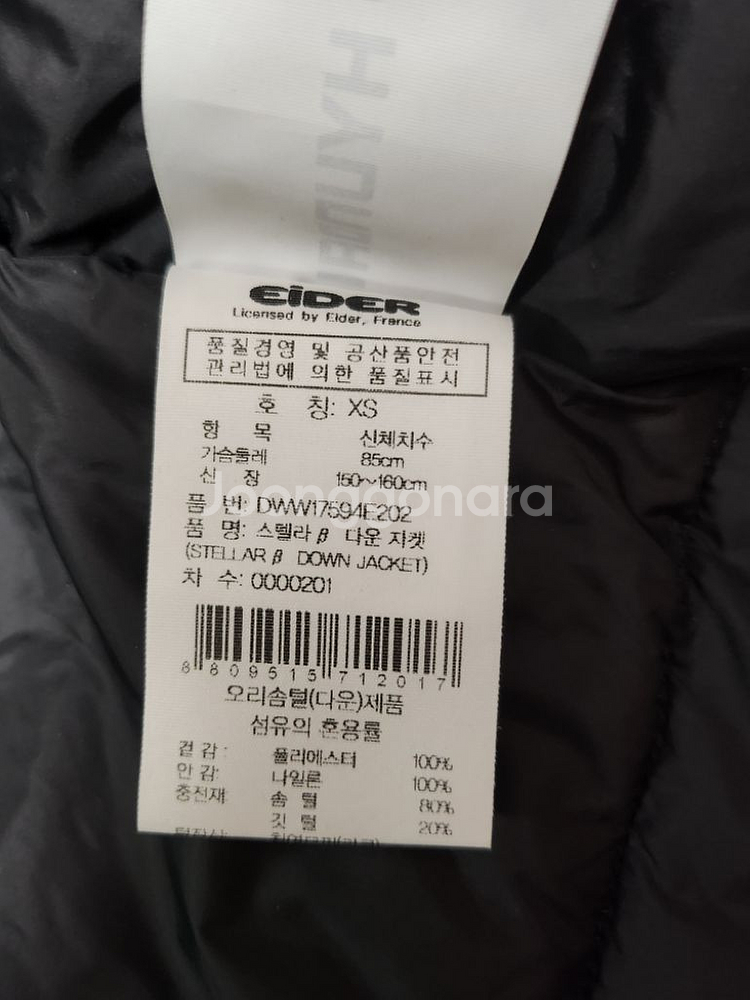 EiDER
Licensed by Eider, France
품질경영 및 공산품안전
관리법에 의한 품질표시
호 칭: XS
항 목 신체치수
가슴둘레 85cm
신 장 150~160cm
Joonggonara
품 번: DWW17594E202
품 명: 스텔라 β 다운 자켓
(STELLAR β DOWN JACKET)
차 수: 0000201
8809515712017
오리솜털(다운)제품
섬유의 혼용률
겉감: 폴리에스터 100%
안감: 나일론 100%
충전재: 솜털 80%
깃털 20%